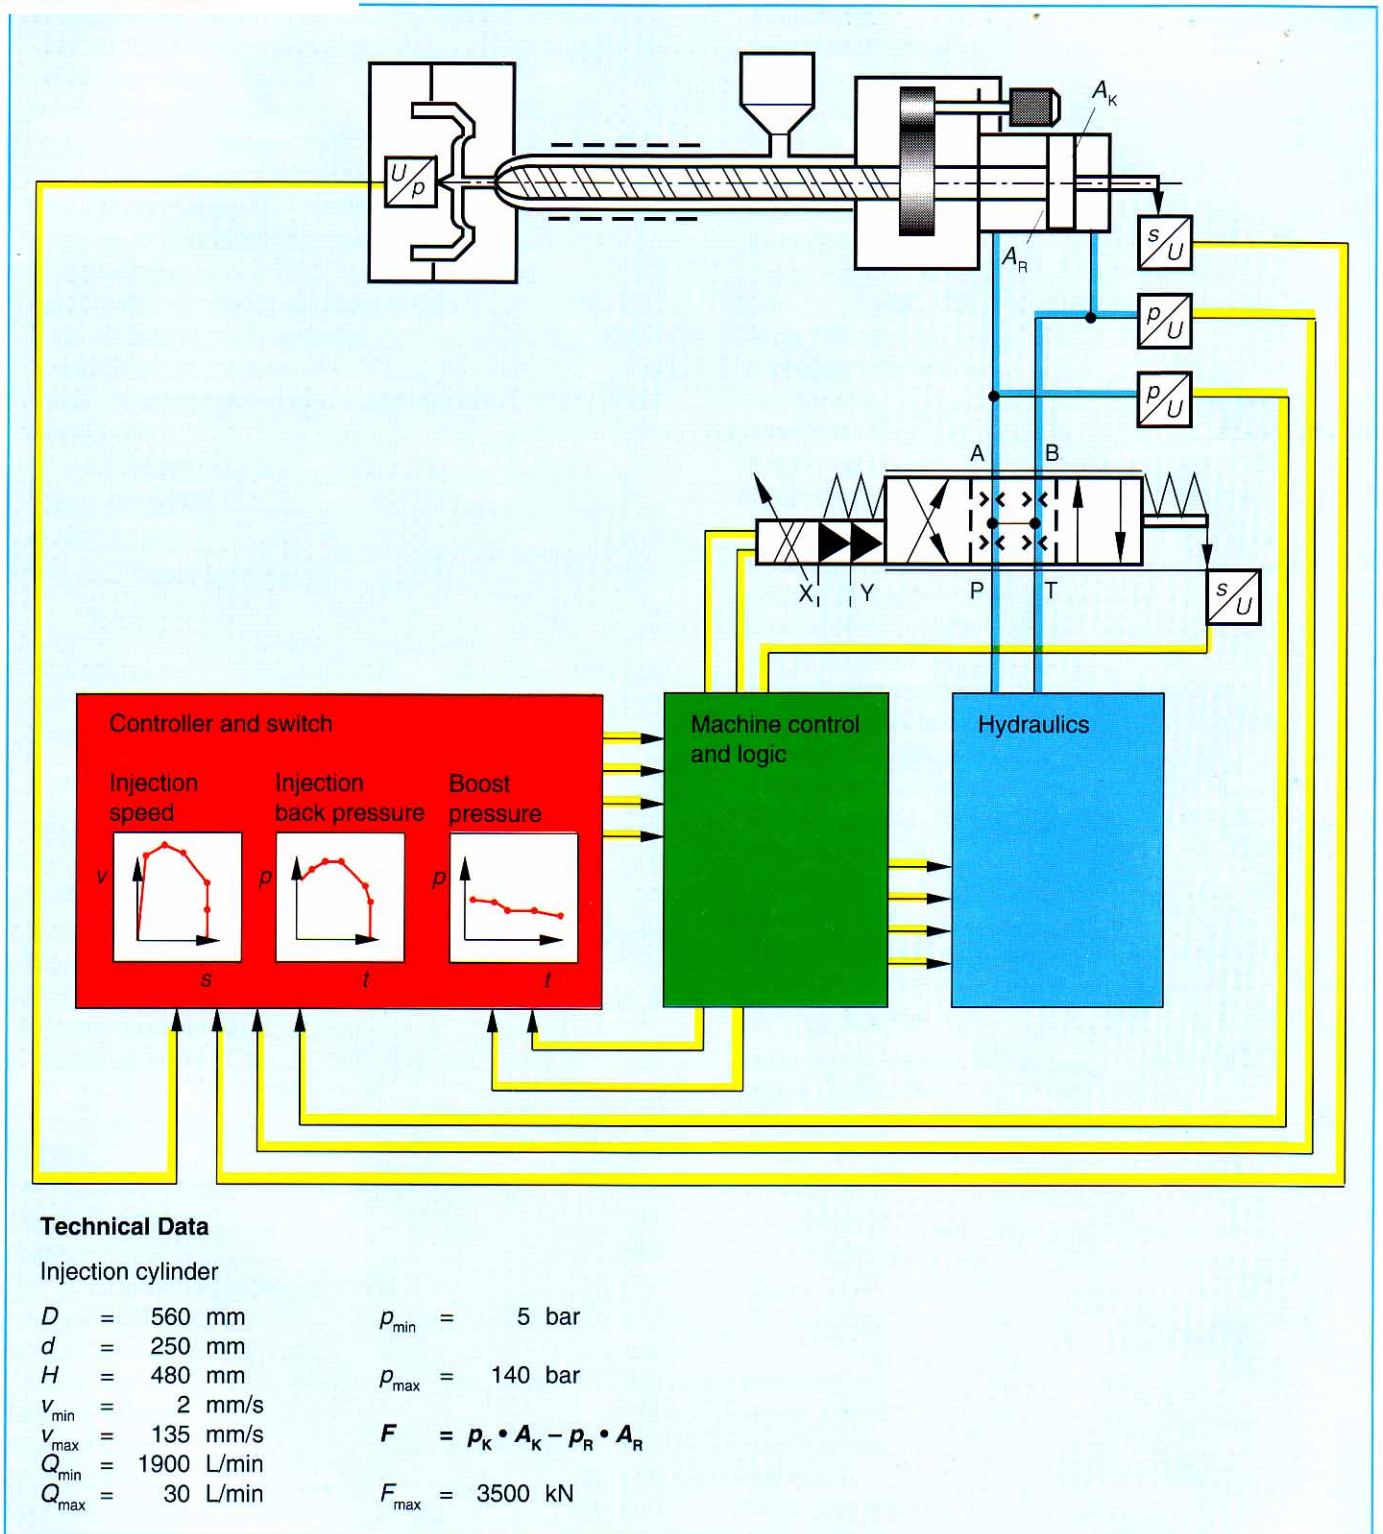 A_K
U/p
s/U
A_R
p/U
p/U
A B
X Y P T
s/U
Controller and switch
Machine control
and logic
Hydraulics
Injection
speed
Injection
back pressure
Boost
pressure
v
p
p
s
t
t
Technical Data
Injection cylinder
D = 560 mm
d = 250 mm
H = 480 mm
v_min = 2 mm/s
v_max = 135 mm/s
Q_min = 1900 L/min
Q_max = 30 L/min
p_min = 5 bar
p_max = 140 bar
F = p_K • A_K – p_R • A_R
F_max = 3500 kN